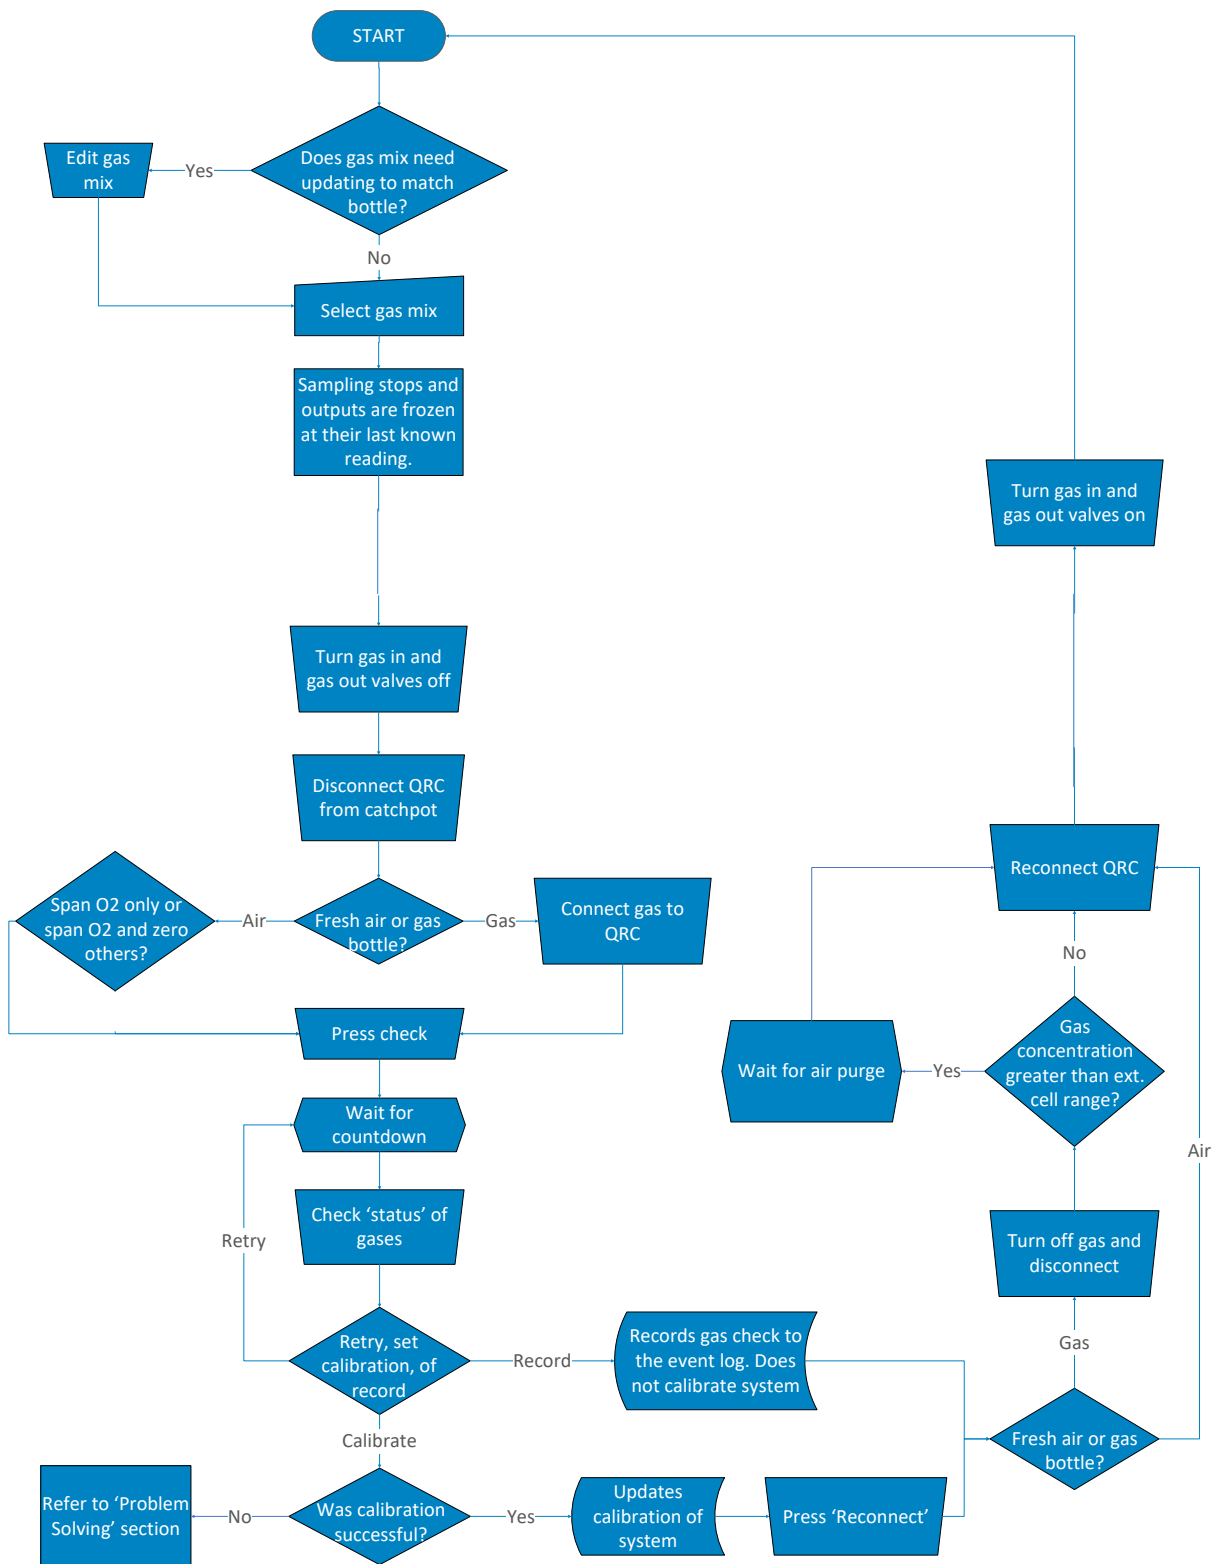 START
Does gas mix need
updating to match
bottle?
Yes
Edit gas
mix
No
Select gas mix
Sampling stops and
outputs are frozen
at their last known
reading.
Turn gas in and
gas out valves off
Disconnect QRC
from catchpot
Fresh air or gas
bottle?
Air
Span O2 only or
span O2 and zero
others?
Gas
Connect gas to
QRC
Press check
Wait for
countdown
Check ‘status’ of
gases
Retry
Retry, set
calibration, of
record
Record
Records gas check to
the event log. Does
not calibrate system
Calibrate
Was calibration
successful?
No
Refer to ‘Problem
Solving’ section
Yes
Updates
calibration of
system
Press ‘Reconnect’
Fresh air or gas
bottle?
Gas
Air
Turn off gas and
disconnect
Gas
concentration
greater than ext.
cell range?
Yes
Wait for air purge
No
Reconnect QRC
Turn gas in and
gas out valves on